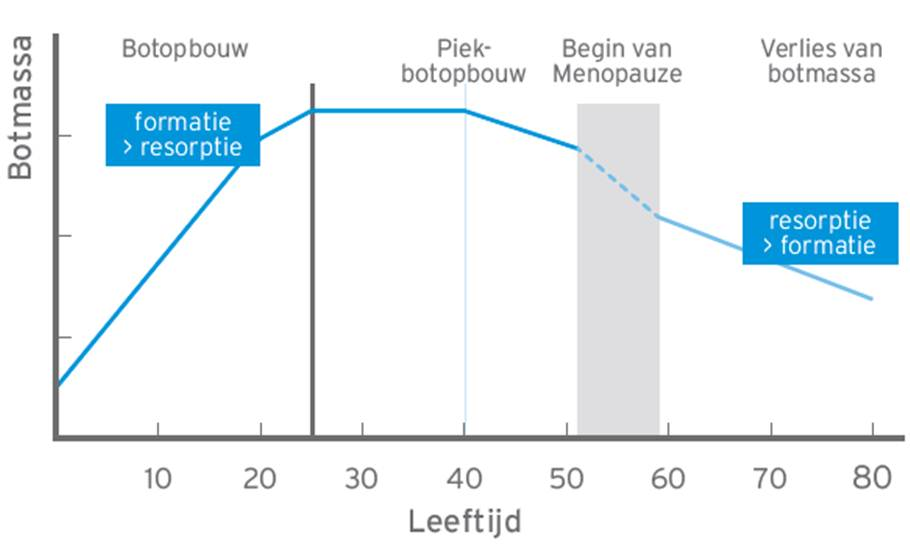 Botmassa
Botopbouw
Piek-
botopbouw
Begin van
Menopauze
Verlies van
botmassa
formatie
> resorptie
resorptie
> formatie
10 20 30 40 50 60 70 80
Leeftijd